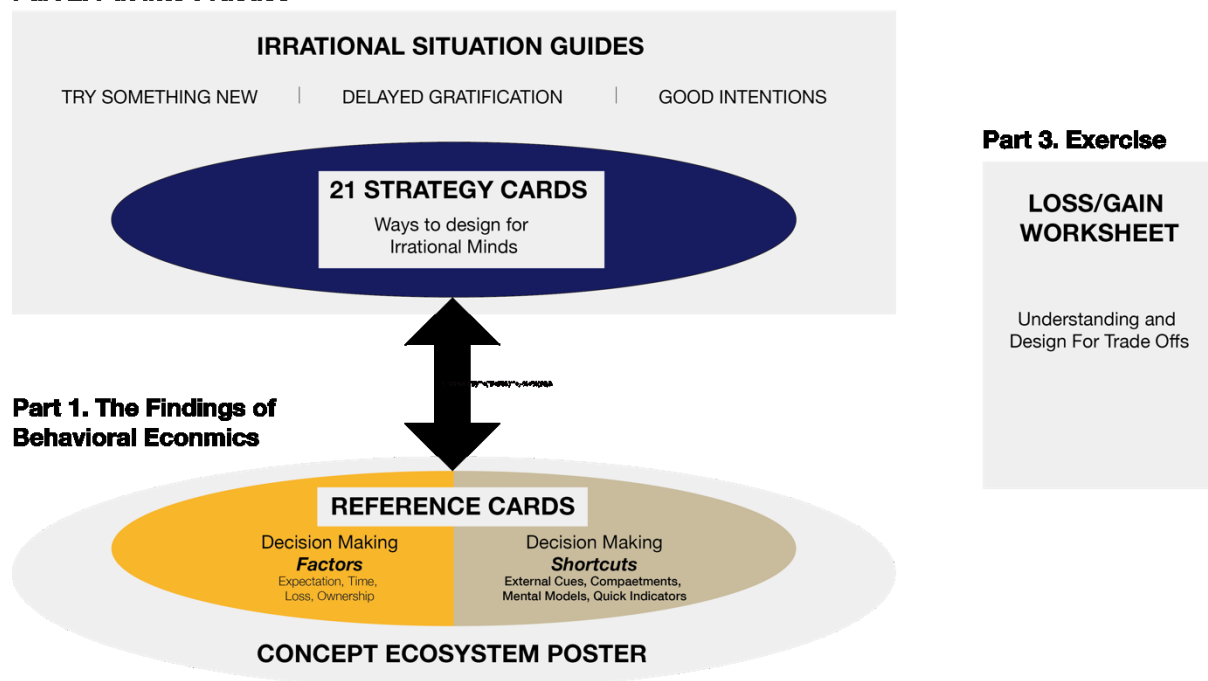 IRRATIONAL SITUATION GUIDES
TRY SOMETHING NEW | DELAYED GRATIFICATION | GOOD INTENTIONS
21 STRATEGY CARDS
Ways to design for
Irrational Minds
Part 3. Exercise
LOSS/GAIN
WORKSHEET
Understanding and
Design For Trade Offs
Part 1. The Findings of
Behavioral Econmics
REFERENCE CARDS
Decision Making
Factors
Expectation, Time,
Loss, Ownership
Decision Making
Shortcuts
External Cues, Compaetments,
Mental Models, Quick Indicators
CONCEPT ECOSYSTEM POSTER